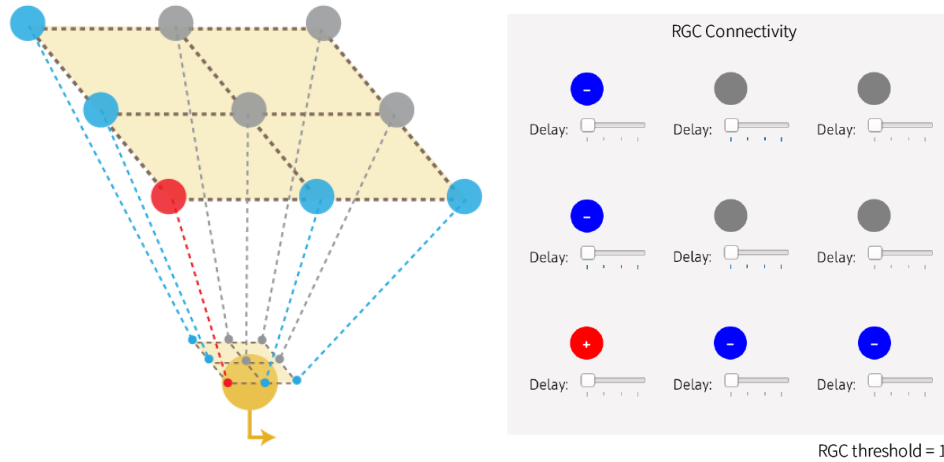 RGC Connectivity
-
Delay: Delay: Delay:
-
Delay: Delay: Delay:
+ - -
Delay: Delay: Delay:
RGC threshold = 1